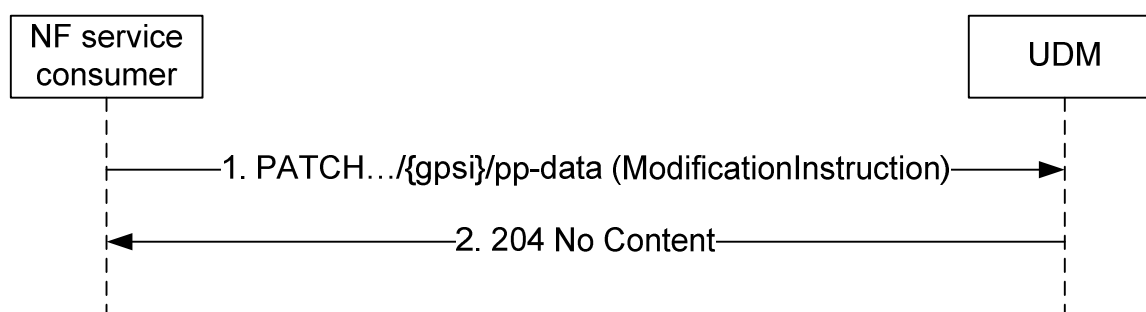 NF service
consumer
UDM
1. PATCH…/{gpsi}/pp-data (ModificationInstruction)
2. 204 No Content